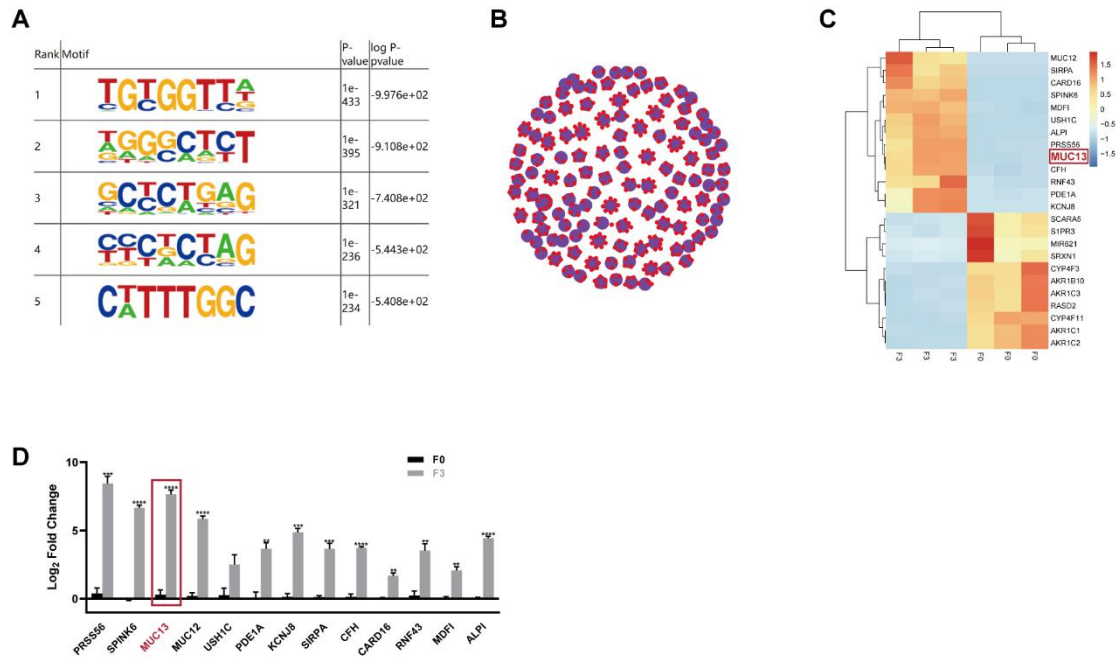 A
Rank Motif P-value log P-pvalue
1 TGTGGTTA 1e-433 -9.976e+02
2 TGGGCTCT 1e-395 -9.108e+02
3 GCTCTGAG 1e-321 -7.408e+02
4 CCCTCTAG 1e-236 -5.443e+02
5 CTTTTGGC 1e-234 -5.408e+02
B
C
MUC12
SIRPA
CARD16
SPINK6
MDFI
USH1C
ALPI
PRSS56
MUC13
CFH
RNF43
PDE1A
KCNJ8
SCARA5
S1PR3
MIR621
SRXN1
CYP4F3
AKR1B10
AKR1C3
RASD2
CYP4F11
AKR1C1
AKR1C2
1.5
1
0.5
0
−0.5
−1
−1.5
F3 F3 F3 F0 F0 F0
D
F0
F3
Log2 Fold Change
10
5
0
*** **** **** **** ** *** *** **** ** ** ** ****
PRSS56 SPINK6 MUC13 MUC12 USH1C PDE1A KCNJ8 SIRPA CFH CARD16 RNF43 MDFI ALPI